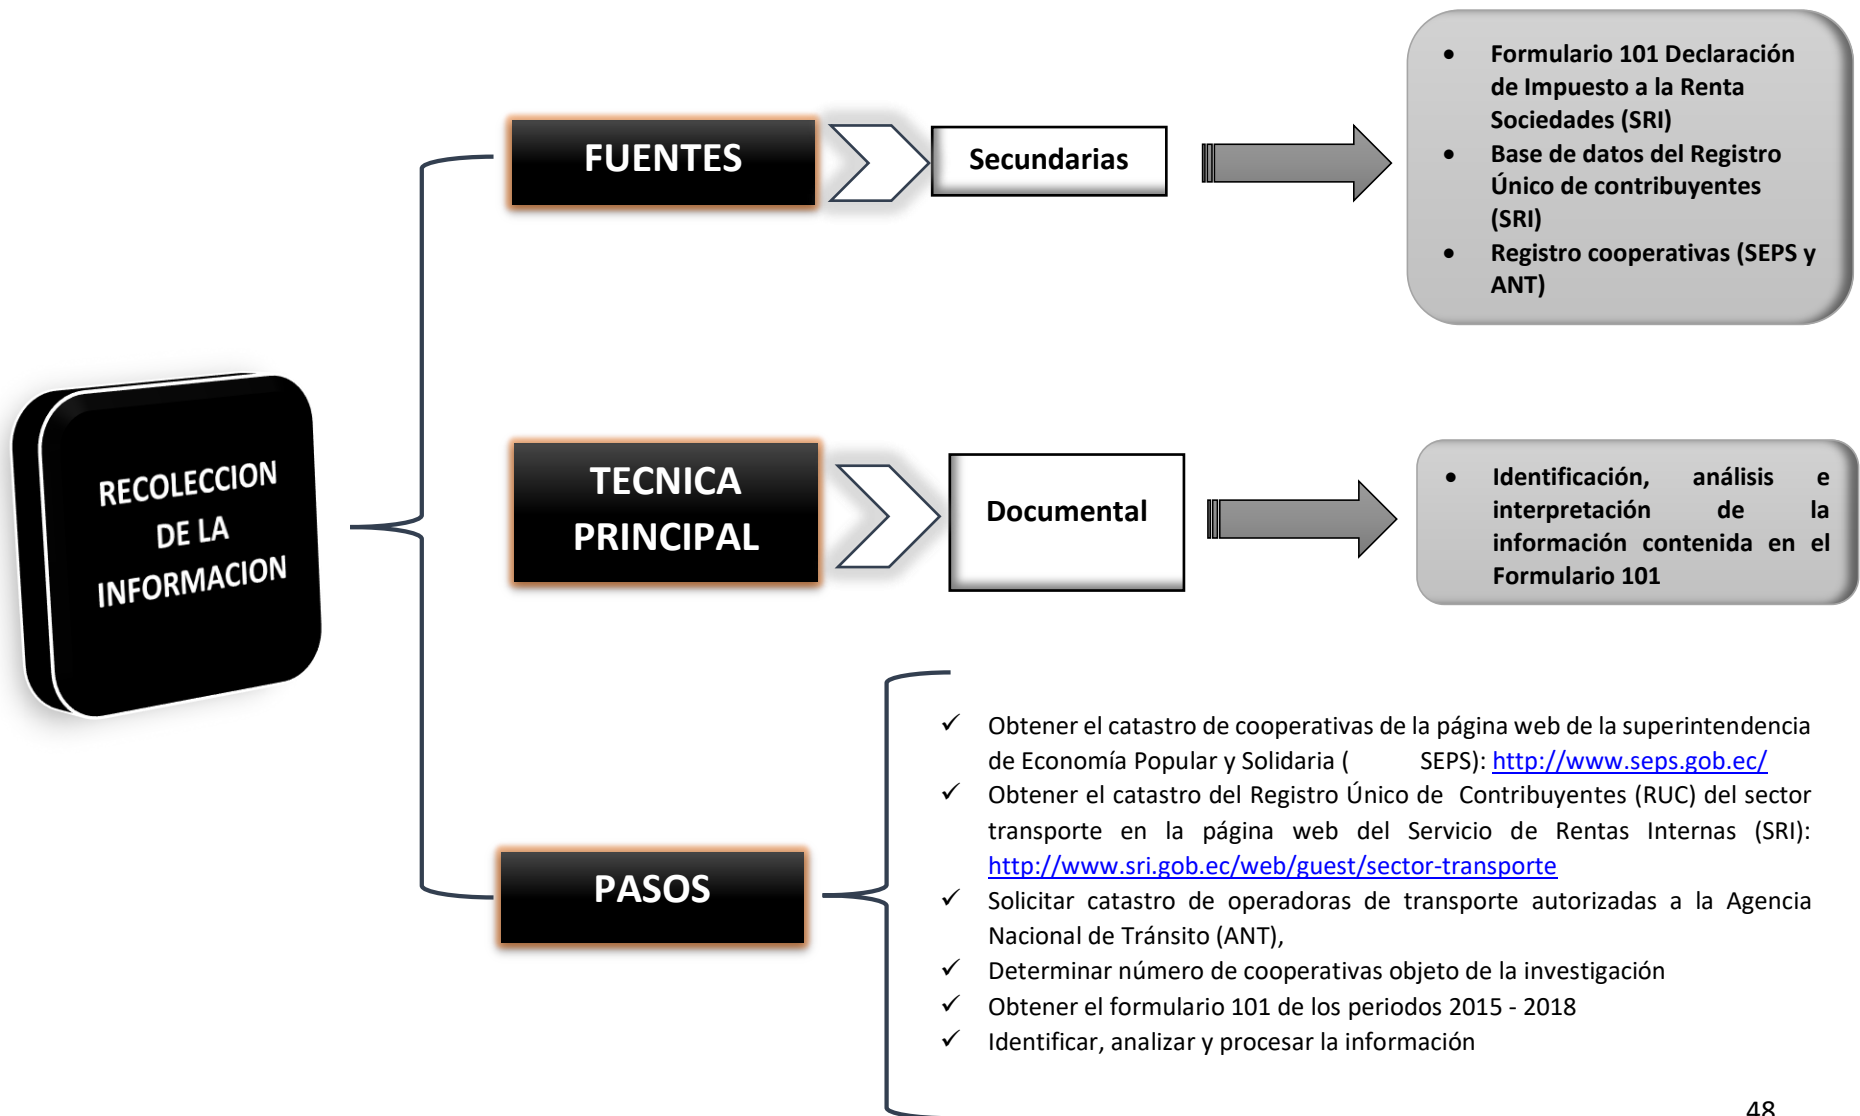 RECOLECCION
DE LA
INFORMACION
FUENTES
Secundarias
• Formulario 101 Declaración
de Impuesto a la Renta
Sociedades (SRI)
• Base de datos del Registro
Único de contribuyentes
(SRI)
• Registro cooperativas (SEPS y
ANT)
TECNICA
PRINCIPAL
Documental
• Identificación, análisis e
interpretación de la
información contenida en el
Formulario 101
PASOS
✓ Obtener el catastro de cooperativas de la página web de la superintendencia
de Economía Popular y Solidaria ( SEPS): http://www.seps.gob.ec/
✓ Obtener el catastro del Registro Único de Contribuyentes (RUC) del sector
transporte en la página web del Servicio de Rentas Internas (SRI):
http://www.sri.gob.ec/web/guest/sector-transporte
✓ Solicitar catastro de operadoras de transporte autorizadas a la Agencia
Nacional de Tránsito (ANT),
✓ Determinar número de cooperativas objeto de la investigación
✓ Obtener el formulario 101 de los periodos 2015 - 2018
✓ Identificar, analizar y procesar la información
48